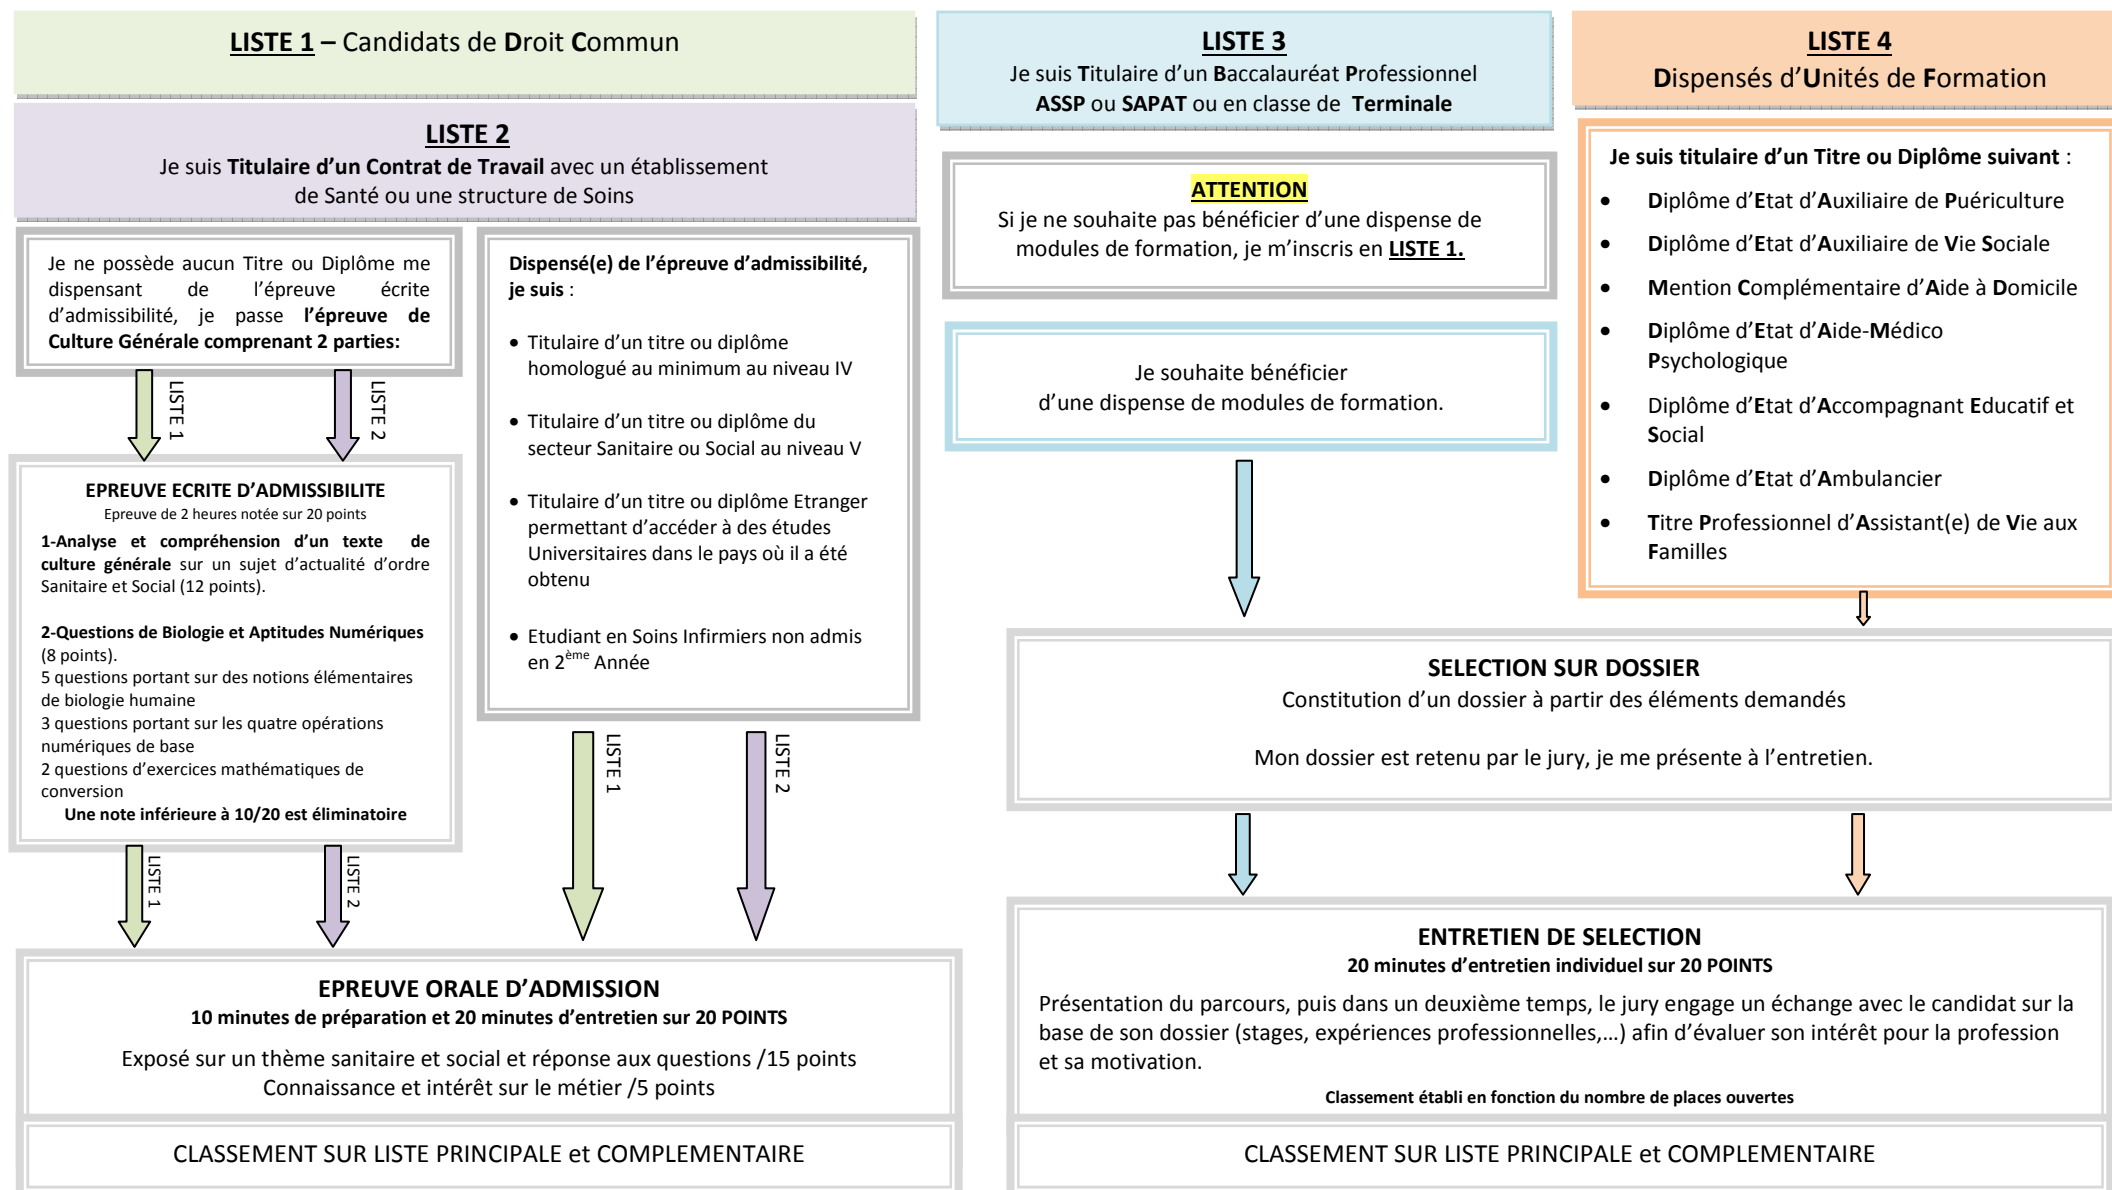 LISTE 1 – Candidats de Droit Commun
LISTE 2
Je suis Titulaire d’un Contrat de Travail avec un établissement
de Santé ou une structure de Soins
Je ne possède aucun Titre ou Diplôme me
dispensant de l’épreuve écrite
d’admissibilité, je passe l’épreuve de
Culture Générale comprenant 2 parties:
LISTE 1
LISTE 2
EPREUVE ECRITE D’ADMISSIBILITE
Epreuve de 2 heures notée sur 20 points
1-Analyse et compréhension d’un texte de
culture générale sur un sujet d’actualité d’ordre
Sanitaire et Social (12 points).
2-Questions de Biologie et Aptitudes Numériques
(8 points).
5 questions portant sur des notions élémentaires
de biologie humaine
3 questions portant sur les quatre opérations
numériques de base
2 questions d’exercices mathématiques de
conversion
Une note inférieure à 10/20 est éliminatoire
LISTE 1
LISTE 2
Dispensé(e) de l’épreuve d’admissibilité,
je suis :
• Titulaire d’un titre ou diplôme
homologué au minimum au niveau IV
• Titulaire d’un titre ou diplôme du
secteur Sanitaire ou Social au niveau V
• Titulaire d’un titre ou diplôme Etranger
permettant d’accéder à des études
Universitaires dans le pays où il a été
obtenu
• Etudiant en Soins Infirmiers non admis
en 2ème Année
LISTE 1
LISTE 2
EPREUVE ORALE D’ADMISSION
10 minutes de préparation et 20 minutes d’entretien sur 20 POINTS
Exposé sur un thème sanitaire et social et réponse aux questions /15 points
Connaissance et intérêt sur le métier /5 points
CLASSEMENT SUR LISTE PRINCIPALE et COMPLEMENTAIRE
LISTE 3
Je suis Titulaire d’un Baccalauréat Professionnel
ASSP ou SAPAT ou en classe de Terminale
ATTENTION
Si je ne souhaite pas bénéficier d’une dispense de
modules de formation, je m’inscris en LISTE 1.
Je souhaite bénéficier
d’une dispense de modules de formation.
LISTE 4
Dispensés d’Unités de Formation
Je suis titulaire d’un Titre ou Diplôme suivant :
• Diplôme d’Etat d’Auxiliaire de Puériculture
• Diplôme d’Etat d’Auxiliaire de Vie Sociale
• Mention Complémentaire d’Aide à Domicile
• Diplôme d’Etat d’Aide-Médico
Psychologique
• Diplôme d’Etat d’Accompagnant Educatif et
Social
• Diplôme d’Etat d’Ambulancier
• Titre Professionnel d’Assistant(e) de Vie aux
Familles
SELECTION SUR DOSSIER
Constitution d’un dossier à partir des éléments demandés
Mon dossier est retenu par le jury, je me présente à l’entretien.
ENTRETIEN DE SELECTION
20 minutes d’entretien individuel sur 20 POINTS
Présentation du parcours, puis dans un deuxième temps, le jury engage un échange avec le candidat sur la
base de son dossier (stages, expériences professionnelles,…) afin d’évaluer son intérêt pour la profession
et sa motivation.
Classement établi en fonction du nombre de places ouvertes
CLASSEMENT SUR LISTE PRINCIPALE et COMPLEMENTAIRE